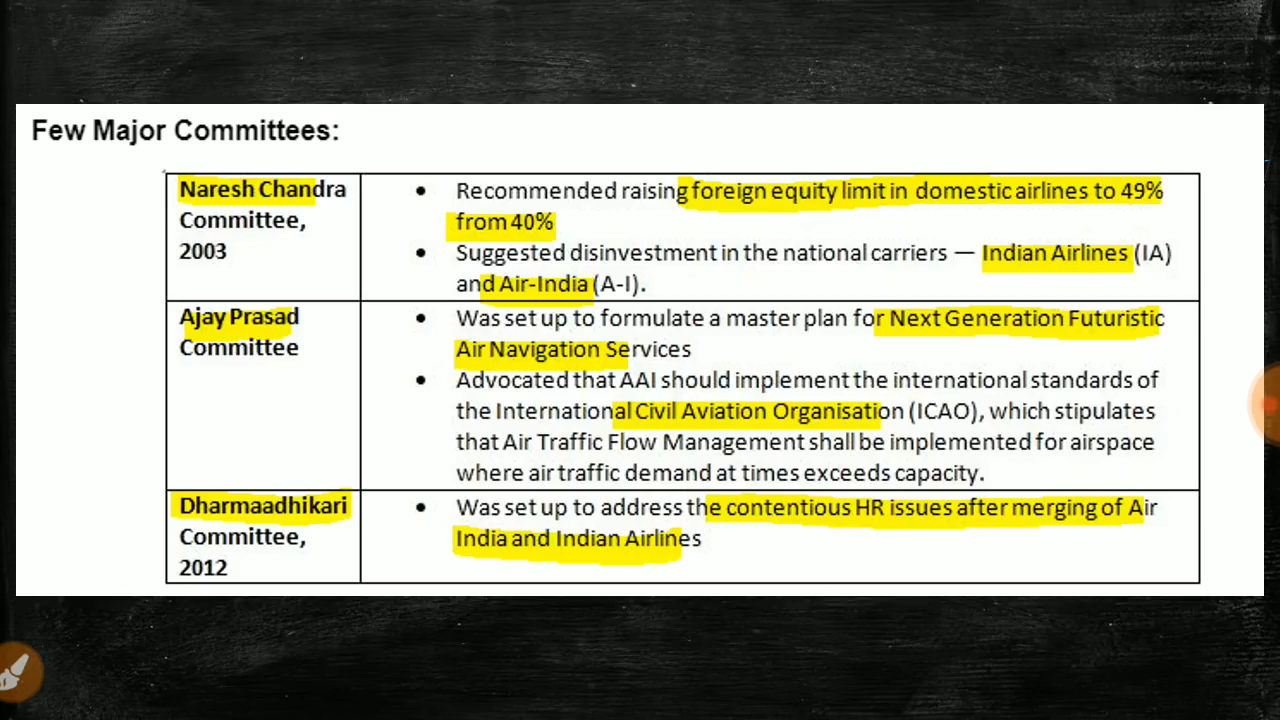 Few Major Committees:
Naresh Chandra
Committee,
2003
• Recommended raising foreign equity limit in domestic airlines to 49%
from 40%
• Suggested disinvestment in the national carriers — Indian Airlines (IA)
and Air-India (A-I).
Ajay Prasad
Committee
• Was set up to formulate a master plan for Next Generation Futuristic
Air Navigation Services
• Advocated that AAI should implement the international standards of
the International Civil Aviation Organisation (ICAO), which stipulates
that Air Traffic Flow Management shall be implemented for airspace
where air traffic demand at times exceeds capacity.
Dharmaadhikari
Committee,
2012
• Was set up to address the contentious HR issues after merging of Air
India and Indian Airlines